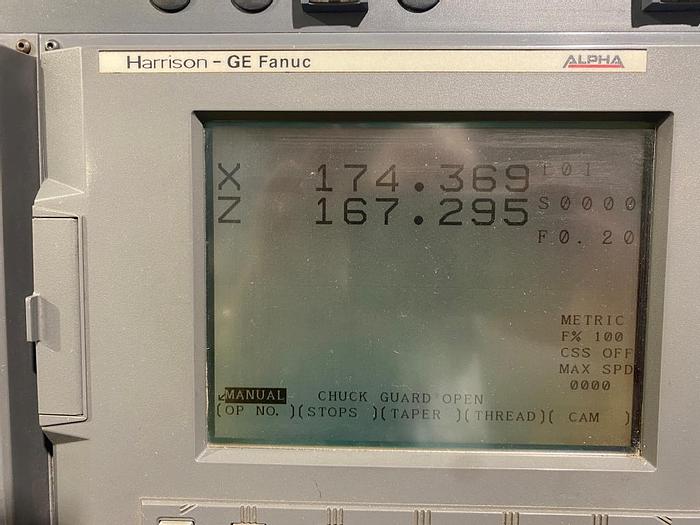 Harrison - GE Fanuc ALPHA
X 174.369 T01
Z 167.295 S0000
F0.20
METRIC
F% 100
CSS OFF
MAX SPD
0000
MANUAL CHUCK GUARD OPEN
(OP NO. )(STOPS )(TAPER )(THREAD)( CAM )